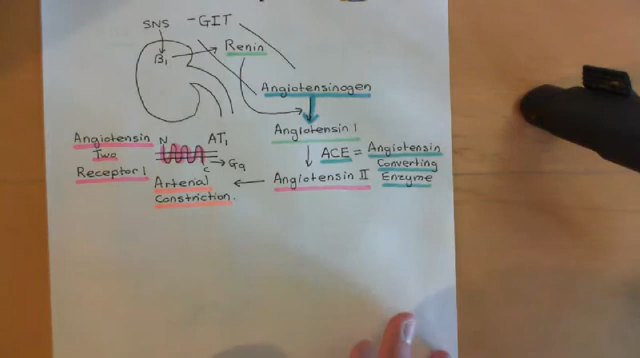 SNS
-GIT
β₁
Renin
Angiotensinogen
Angiotensin I
ACE = Angiotensin
Converting
Enzyme
Angiotensin II
Arterial
Constriction.
Angiotensin
Two
Receptor 1
N
AT₁
C
Gq